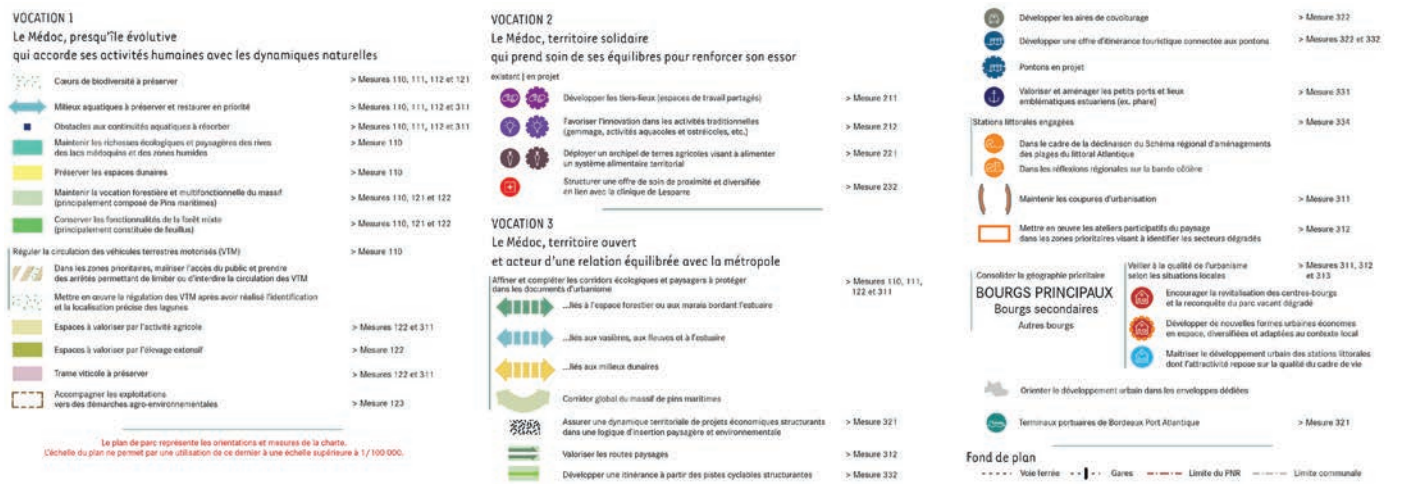 VOCATION 1
Le Médoc, presqu'île évolutive
qui accorde ses activités humaines avec les dynamiques naturelles
Cœurs de biodiversité à préserver
> Mesures 110, 111, 112 et 121
Milieux aquatiques à préserver et restaurer en priorité
> Mesures 110, 111, 112 et 311
Obstacles aux continuités aquatiques à résorber
> Mesures 110, 111, 112 et 311
Maintenir les richesses écologiques et paysagères des rives
des lacs médoquins et des zones humides
> Mesure 110
Préserver les espaces dunaires
> Mesure 110
Maintenir la vocation forestière et multifonctionnelle du massif
(principalement composé de Pins maritimes)
> Mesures 110, 121 et 122
Conserver les fonctionnalités de la forêt mixte
(principalement constituée de feuillus)
> Mesures 110, 121 et 122
Réguler la circulation des véhicules terrestres motorisés (VTM)
> Mesure 110
Dans les zones prioritaires, maîtriser l'accès du public et prendre
des arrêtés permettant de limiter ou d'interdire la circulation des VTM
Mettre en œuvre la régulation des VTM après avoir réalisé l'identification
et la localisation précise des lagunes
Espaces à valoriser par l'activité agricole
> Mesures 122 et 311
Espaces à valoriser par l'élevage extensif
> Mesure 122
Trame viticole à préserver
> Mesures 122 et 311
Accompagner les exploitations
vers des démarches agro-environnementales
> Mesure 123
Le plan de parc représente les orientations et mesures de la charte.
L'échelle du plan ne permet par une utilisation de ce dernier à une échelle supérieure à 1/100 000.
VOCATION 2
Le Médoc, territoire solidaire
qui prend soin de ses équilibres pour renforcer son essor
existant | en projet
Développer les tiers-lieux (espaces de travail partagés)
> Mesure 211
Favoriser l'innovation dans les activités traditionnelles
(gemmage, activités aquacoles et ostréicoles, etc.)
> Mesure 212
Déployer un archipel de terres agricoles visant à alimenter
un système alimentaire territorial
> Mesure 221
Structurer une offre de soin de proximité et diversifiée
en lien avec la clinique de Lesparre
> Mesure 232
VOCATION 3
Le Médoc, territoire ouvert
et acteur d'une relation équilibrée avec la métropole
Affiner et compléter les corridors écologiques et paysagers à protéger
dans les documents d'urbanisme
> Mesures 110, 111,
122 et 311
...liés à l'espace forestier ou aux marais bordant l'estuaire
...liés aux vasières, aux fleuves et à l'estuaire
...liés aux milieux dunaires
Corridor global du massif de pins maritimes
Assurer une dynamique territoriale de projets économiques structurants
dans une logique d'insertion paysagère et environnementale
> Mesure 321
Valoriser les routes paysages
> Mesure 312
Développer une itinérance à partir des pistes cyclables structurantes
> Mesure 332
Développer les aires de covoiturage
> Mesure 322
Développer une offre d'itinérance touristique connectée aux pontons
> Mesures 322 et 332
Pontons en projet
Valoriser et aménager les petits ports et lieux
emblématiques estuariens (ex. phare)
> Mesure 331
Stations littorales engagées
> Mesure 334
Dans le cadre de la déclinaison du Schéma régional d'aménagements
des plages du littoral Atlantique
Dans les réflexions régionales sur la bande côtière
Maintenir les coupures d'urbanisation
> Mesure 311
Mettre en œuvre les ateliers participatifs du paysage
dans les zones prioritaires visant à identifier les secteurs dégradés
> Mesure 312
Consolider la géographie prioritaire
BOURGS PRINCIPAUX
Bourgs secondaires
Autres bourgs
Veiller à la qualité de l'urbanisme
selon les situations locales
> Mesures 311, 312
et 313
Encourager la revitalisation des centres-bourgs
et la reconquête du parc vacant dégradé
Développer de nouvelles formes urbaines économes
en espace, diversifiées et adaptées au contexte local
Maîtriser le développement urbain des stations littorales
dont l'attractivité repose sur la qualité du cadre de vie
Orienter le développement urbain dans les enveloppes dédiées
Terminaux portuaires de Bordeaux Port Atlantique
> Mesure 321
Fond de plan
Voie ferrée
Gares
Limite du PNR
Limite communale